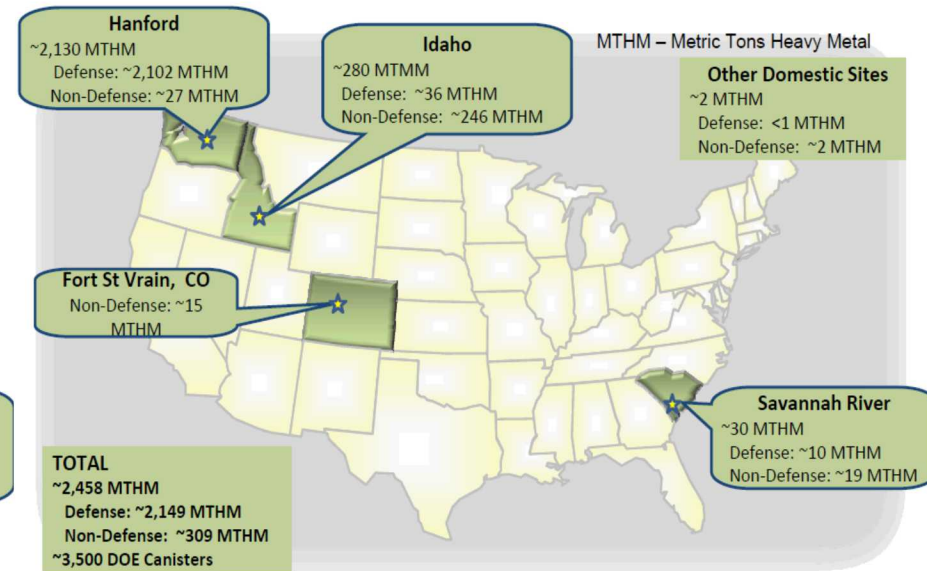 Hanford
~2,130 MTHM
Defense: ~2,102 MTHM
Non-Defense: ~27 MTHM
Idaho
~280 MTMM
Defense: ~36 MTHM
Non-Defense: ~246 MTHM
MTHM – Metric Tons Heavy Metal
Other Domestic Sites
~2 MTHM
Defense: <1 MTHM
Non-Defense: ~2 MTHM
Fort St Vrain, CO
Non-Defense: ~15
MTHM
Savannah River
~30 MTHM
Defense: ~10 MTHM
Non-Defense: ~19 MTHM
TOTAL
~2,458 MTHM
Defense: ~2,149 MTHM
Non-Defense: ~309 MTHM
~3,500 DOE Canisters